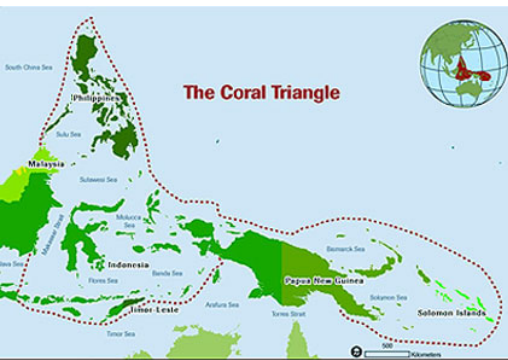 The Coral Triangle
South China Sea
Philippines
Sulu Sea
Malaysia
Sulawesi Sea
Makassar Strait
Molucca
Sea
Indonesia
Java Sea
Banda Sea
Flores Sea
Timor-Leste
Timor Sea
Arafura Sea
Torres Strait
Bismarck Sea
Papua New Guinea
Solomon Sea
Solomon Islands
500
Kilometers